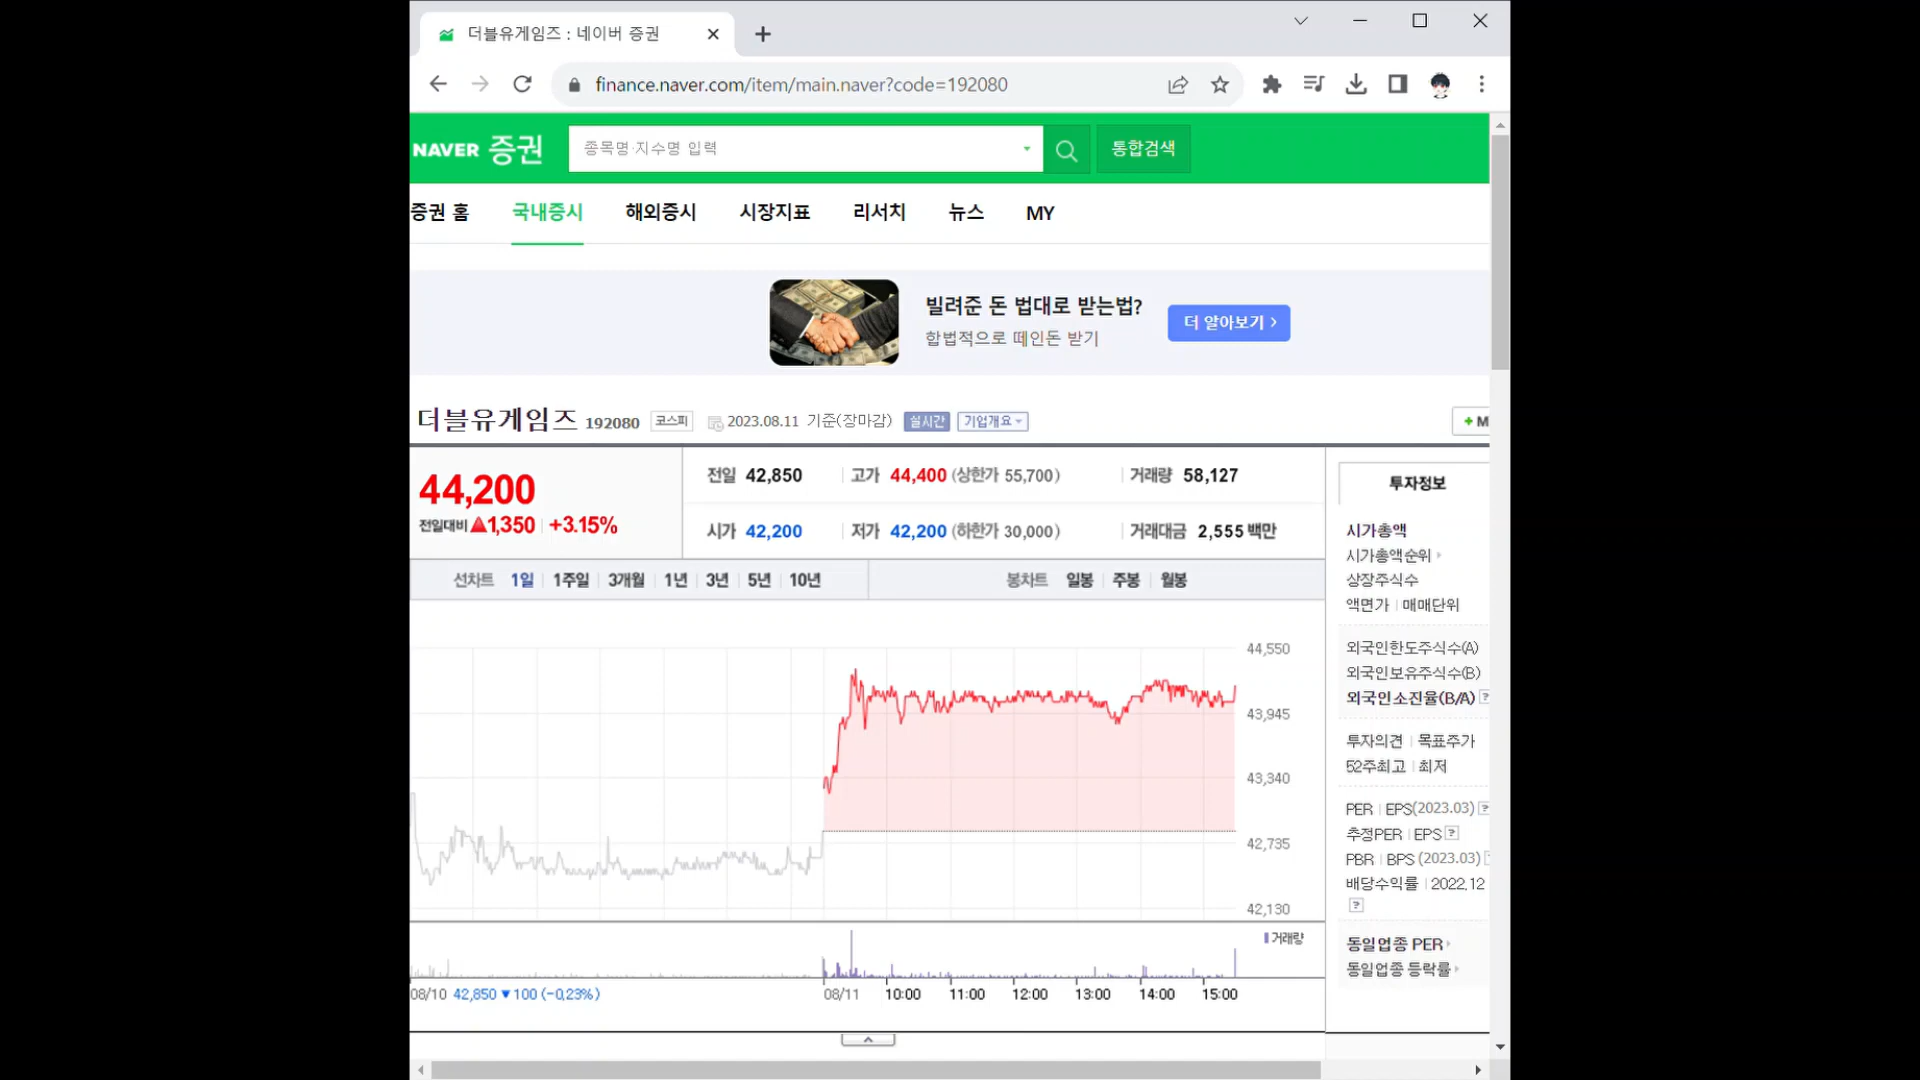 더블유게임즈 : 네이버 증권
finance.naver.com/item/main.naver?code=192080
NAVER 증권
종목명·지수명 입력
통합검색
증권 홈 국내증시 해외증시 시장지표 리서치 뉴스 MY
빌려준 돈 법대로 받는법?
합법적으로 떼인돈 받기
더 알아보기 >
더블유게임즈 192080 코스피 2023.08.11 기준(장마감) 실시간 기업개요
+ M
44,200
전일대비 ▲1,350 +3.15%
전일 42,850 고가 44,400 (상한가 55,700) 거래량 58,127
시가 42,200 저가 42,200 (하한가 30,000) 거래대금 2,555 백만
선차트 1일 1주일 3개월 1년 3년 5년 10년 봉차트 일봉 주봉 월봉
44,550
43,945
43,340
42,735
42,130
거래량
08/10 42,850 ▼100 (-0.23%) 08/11 10:00 11:00 12:00 13:00 14:00 15:00
투자정보
시가총액
시가총액순위
상장주식수
액면가 | 매매단위
외국인한도주식수(A)
외국인보유주식수(B)
외국인소진율(B/A) ?
투자의견 | 목표주가
52주최고 | 최저
PER | EPS(2023.03) ?
추정PER | EPS ?
PBR | BPS (2023.03) ?
배당수익률 | 2022.12
?
동일업종 PER
동일업종 등락률